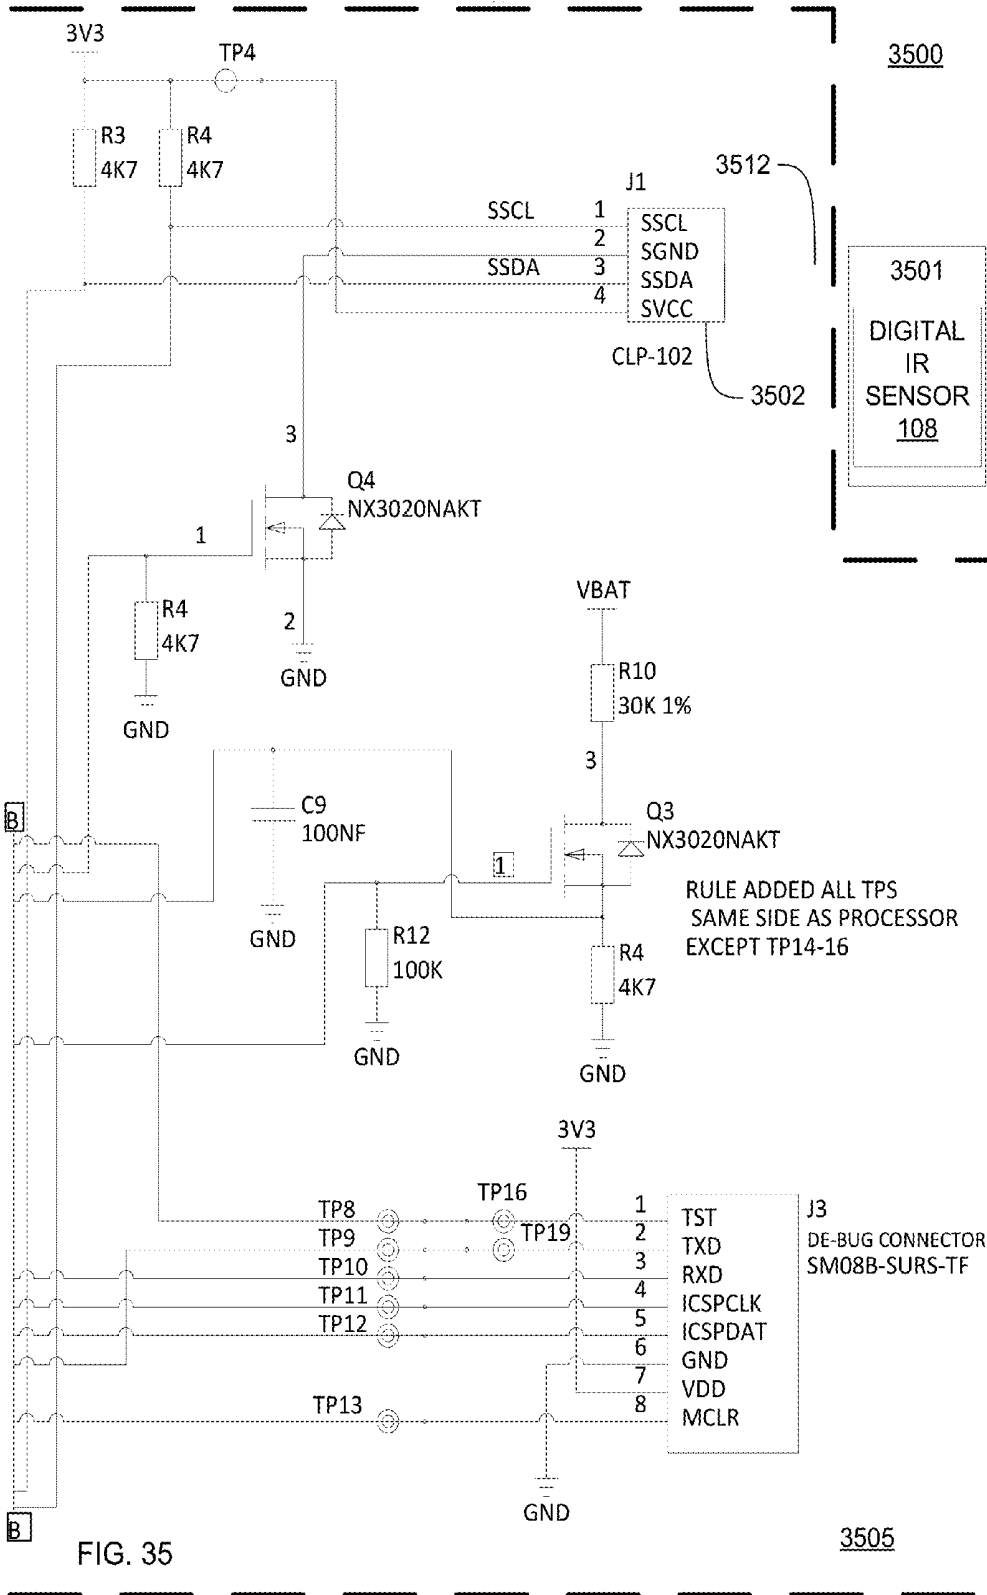 3V3
TP4
3500
R3
4K7
R4
4K7
3512
J1
SSCL
1
SSCL
2
SGND
SSDA
3
SSDA
4
SVCC
CLP-102
3502
3501
DIGITAL
IR
SENSOR
108
3
Q4
NX3020NAKT
1
R4
4K7
2
GND
GND
VBAT
R10
30K 1%
3
B
C9
100NF
Q3
NX3020NAKT
1
RULE ADDED ALL TPS
SAME SIDE AS PROCESSOR
EXCEPT TP14-16
GND
R12
100K
R4
4K7
GND
GND
3V3
TP8
TP16
1
TST
J3
TP9
TP19
2
TXD
DE-BUG CONNECTOR
TP10
3
RXD
SM08B-SURS-TF
TP11
4
ICSPCLK
TP12
5
ICSPDAT
6
GND
7
VDD
TP13
8
MCLR
GND
B
FIG. 35
3505